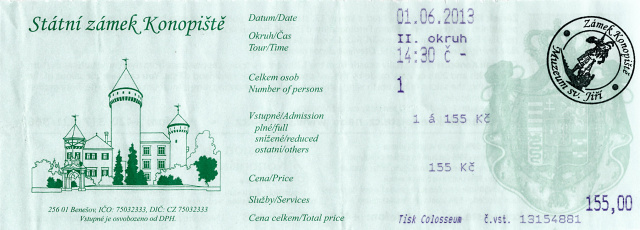 Státní zámek Konopiště
256 01 Benešov, IČO: 75032333, DIČ: CZ 75032333
Vstupné je osvobozeno od DPH.
Datum/Date 01.06.2013
Okruh/Čas II. okruh
Tour/Time 14:30 č -
Celkem osob
Number of persons 1
Vstupné/Admission
plné/full 1 á 155 Kč
snížené/reduced
ostatní/others
155 Kč
Cena/Price
Služby/Services
Cena celkem/Total price 155,00
Tisk Colosseum č.vst. 13154881
Zámek Konopiště
Muzeum sv. Jiří